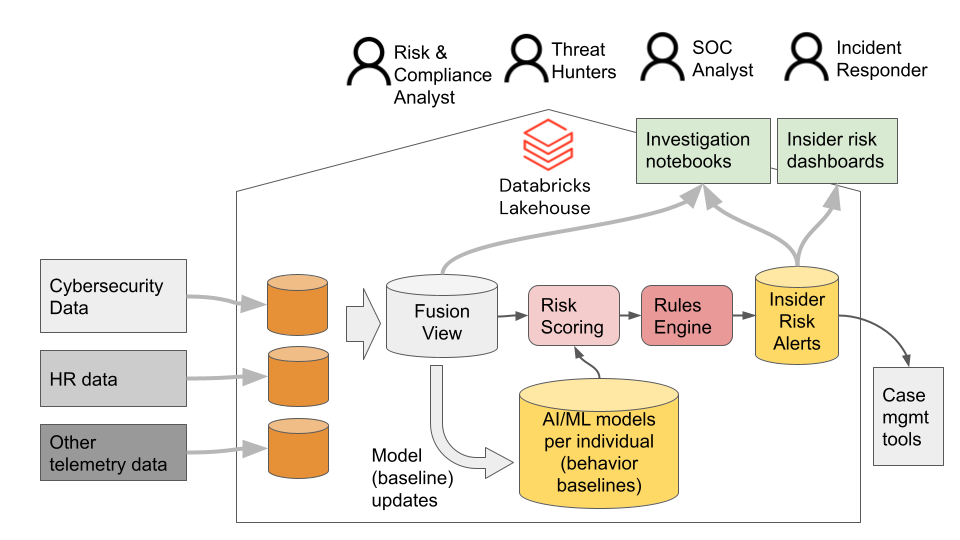 Risk &
Compliance
Analyst
Threat
Hunters
SOC
Analyst
Incident
Responder
Databricks
Lakehouse
Investigation
notebooks
Insider risk
dashboards
Cybersecurity
Data
HR data
Other
telemetry data
Fusion
View
Risk
Scoring
Rules
Engine
Insider
Risk
Alerts
Case
mgmt
tools
Model
(baseline)
updates
AI/ML models
per individual
(behavior
baselines)